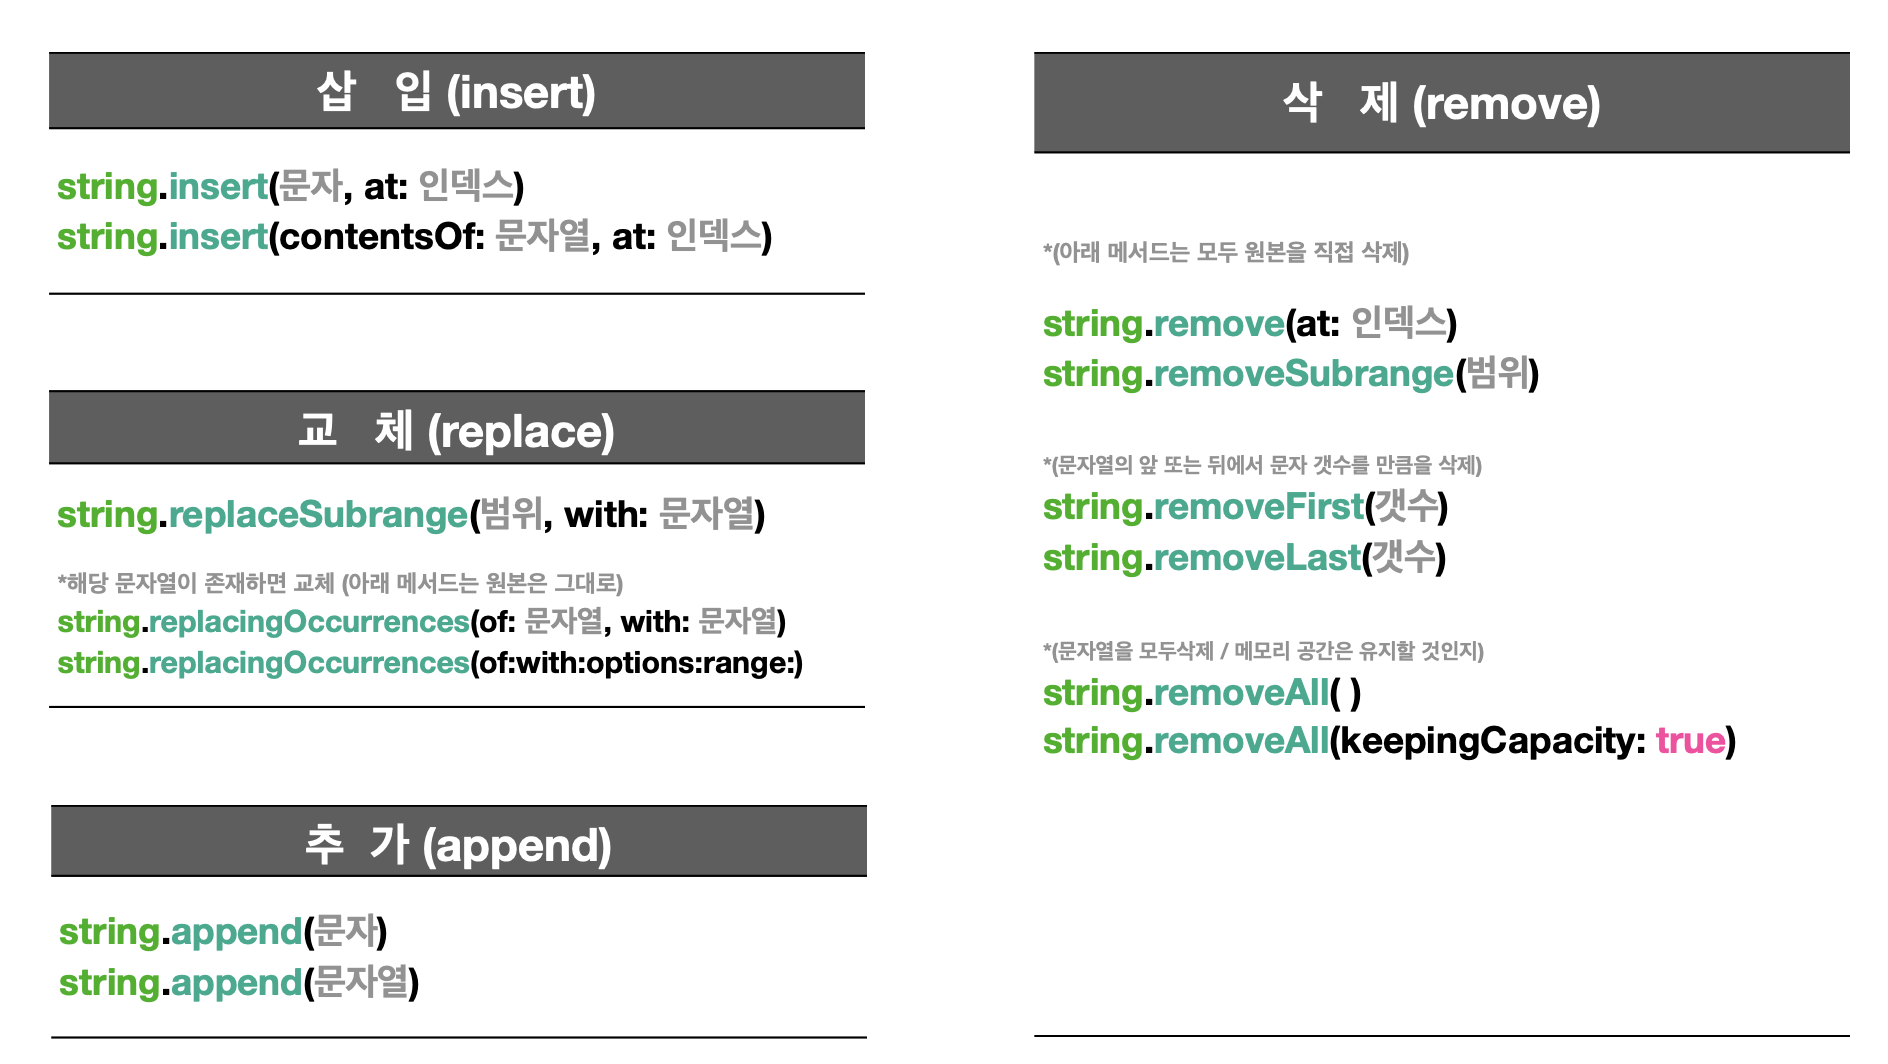 삽 입 (insert)
string.insert(문자, at: 인덱스)
string.insert(contentsOf: 문자열, at: 인덱스)
교 체 (replace)
string.replaceSubrange(범위, with: 문자열)
*해당 문자열이 존재하면 교체 (아래 메서드는 원본은 그대로)
string.replacingOccurrences(of: 문자열, with: 문자열)
string.replacingOccurrences(of:with:options:range:)
추 가 (append)
string.append(문자)
string.append(문자열)
삭 제 (remove)
*(아래 메서드는 모두 원본을 직접 삭제)
string.remove(at: 인덱스)
string.removeSubrange(범위)
*(문자열의 앞 또는 뒤에서 문자 갯수를 만큼을 삭제)
string.removeFirst(갯수)
string.removeLast(갯수)
*(문자열을 모두삭제 / 메모리 공간은 유지할 것인지)
string.removeAll( )
string.removeAll(keepingCapacity: true)